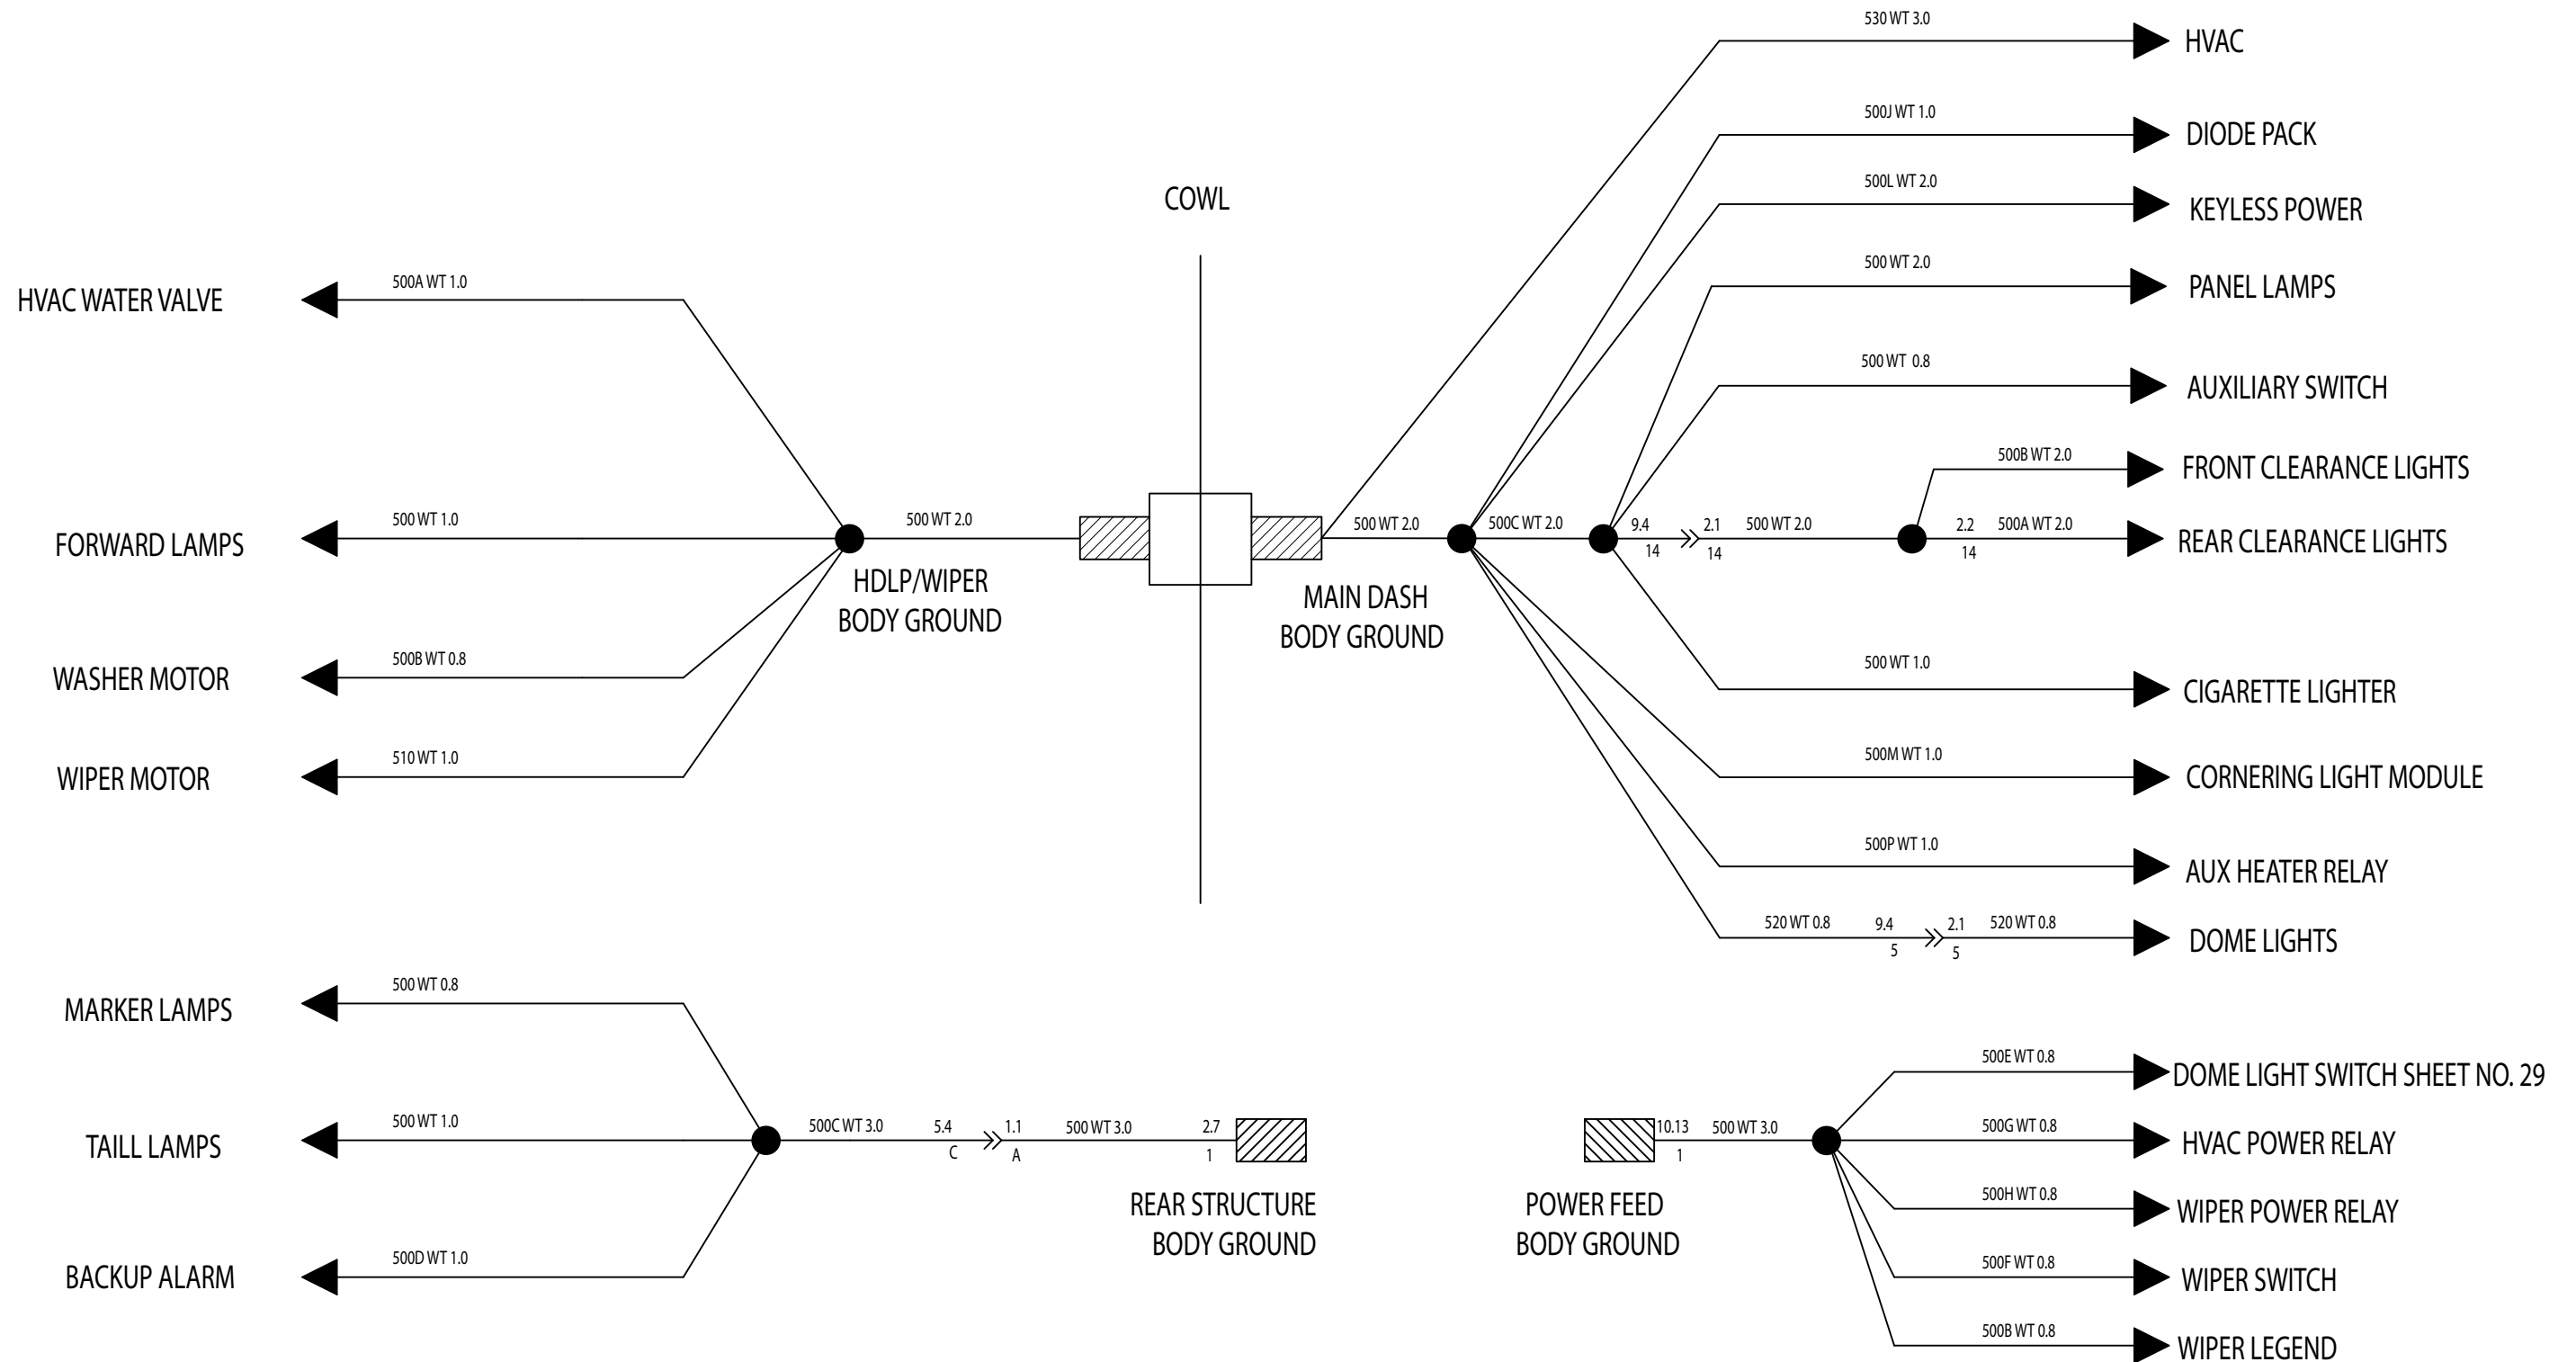 530 WT 3.0
HVAC
500J WT 1.0
DIODE PACK
500L WT 2.0
KEYLESS POWER
COWL
500 WT 2.0
PANEL LAMPS
500A WT 1.0
HVAC WATER VALVE
500 WT 0.8
AUXILIARY SWITCH
500B WT 2.0
FRONT CLEARANCE LIGHTS
500 WT 1.0
FORWARD LAMPS
500 WT 2.0
HDLP/WIPER
BODY GROUND
500 WT 2.0
MAIN DASH
BODY GROUND
500C WT 2.0
9.4
14
2.1
14
500 WT 2.0
2.2
14
500A WT 2.0
REAR CLEARANCE LIGHTS
500B WT 0.8
WASHER MOTOR
500 WT 1.0
CIGARETTE LIGHTER
510 WT 1.0
WIPER MOTOR
500M WT 1.0
CORNERING LIGHT MODULE
500P WT 1.0
AUX HEATER RELAY
520 WT 0.8
9.4
5
2.1
5
520 WT 0.8
DOME LIGHTS
500 WT 0.8
MARKER LAMPS
500 WT 1.0
TAILL LAMPS
500C WT 3.0
5.4
C
1.1
A
500 WT 3.0
2.7
1
REAR STRUCTURE
BODY GROUND
500D WT 1.0
BACKUP ALARM
10.13
1
500 WT 3.0
POWER FEED
BODY GROUND
500E WT 0.8
DOME LIGHT SWITCH SHEET NO. 29
500G WT 0.8
HVAC POWER RELAY
500H WT 0.8
WIPER POWER RELAY
500F WT 0.8
WIPER SWITCH
500B WT 0.8
WIPER LEGEND